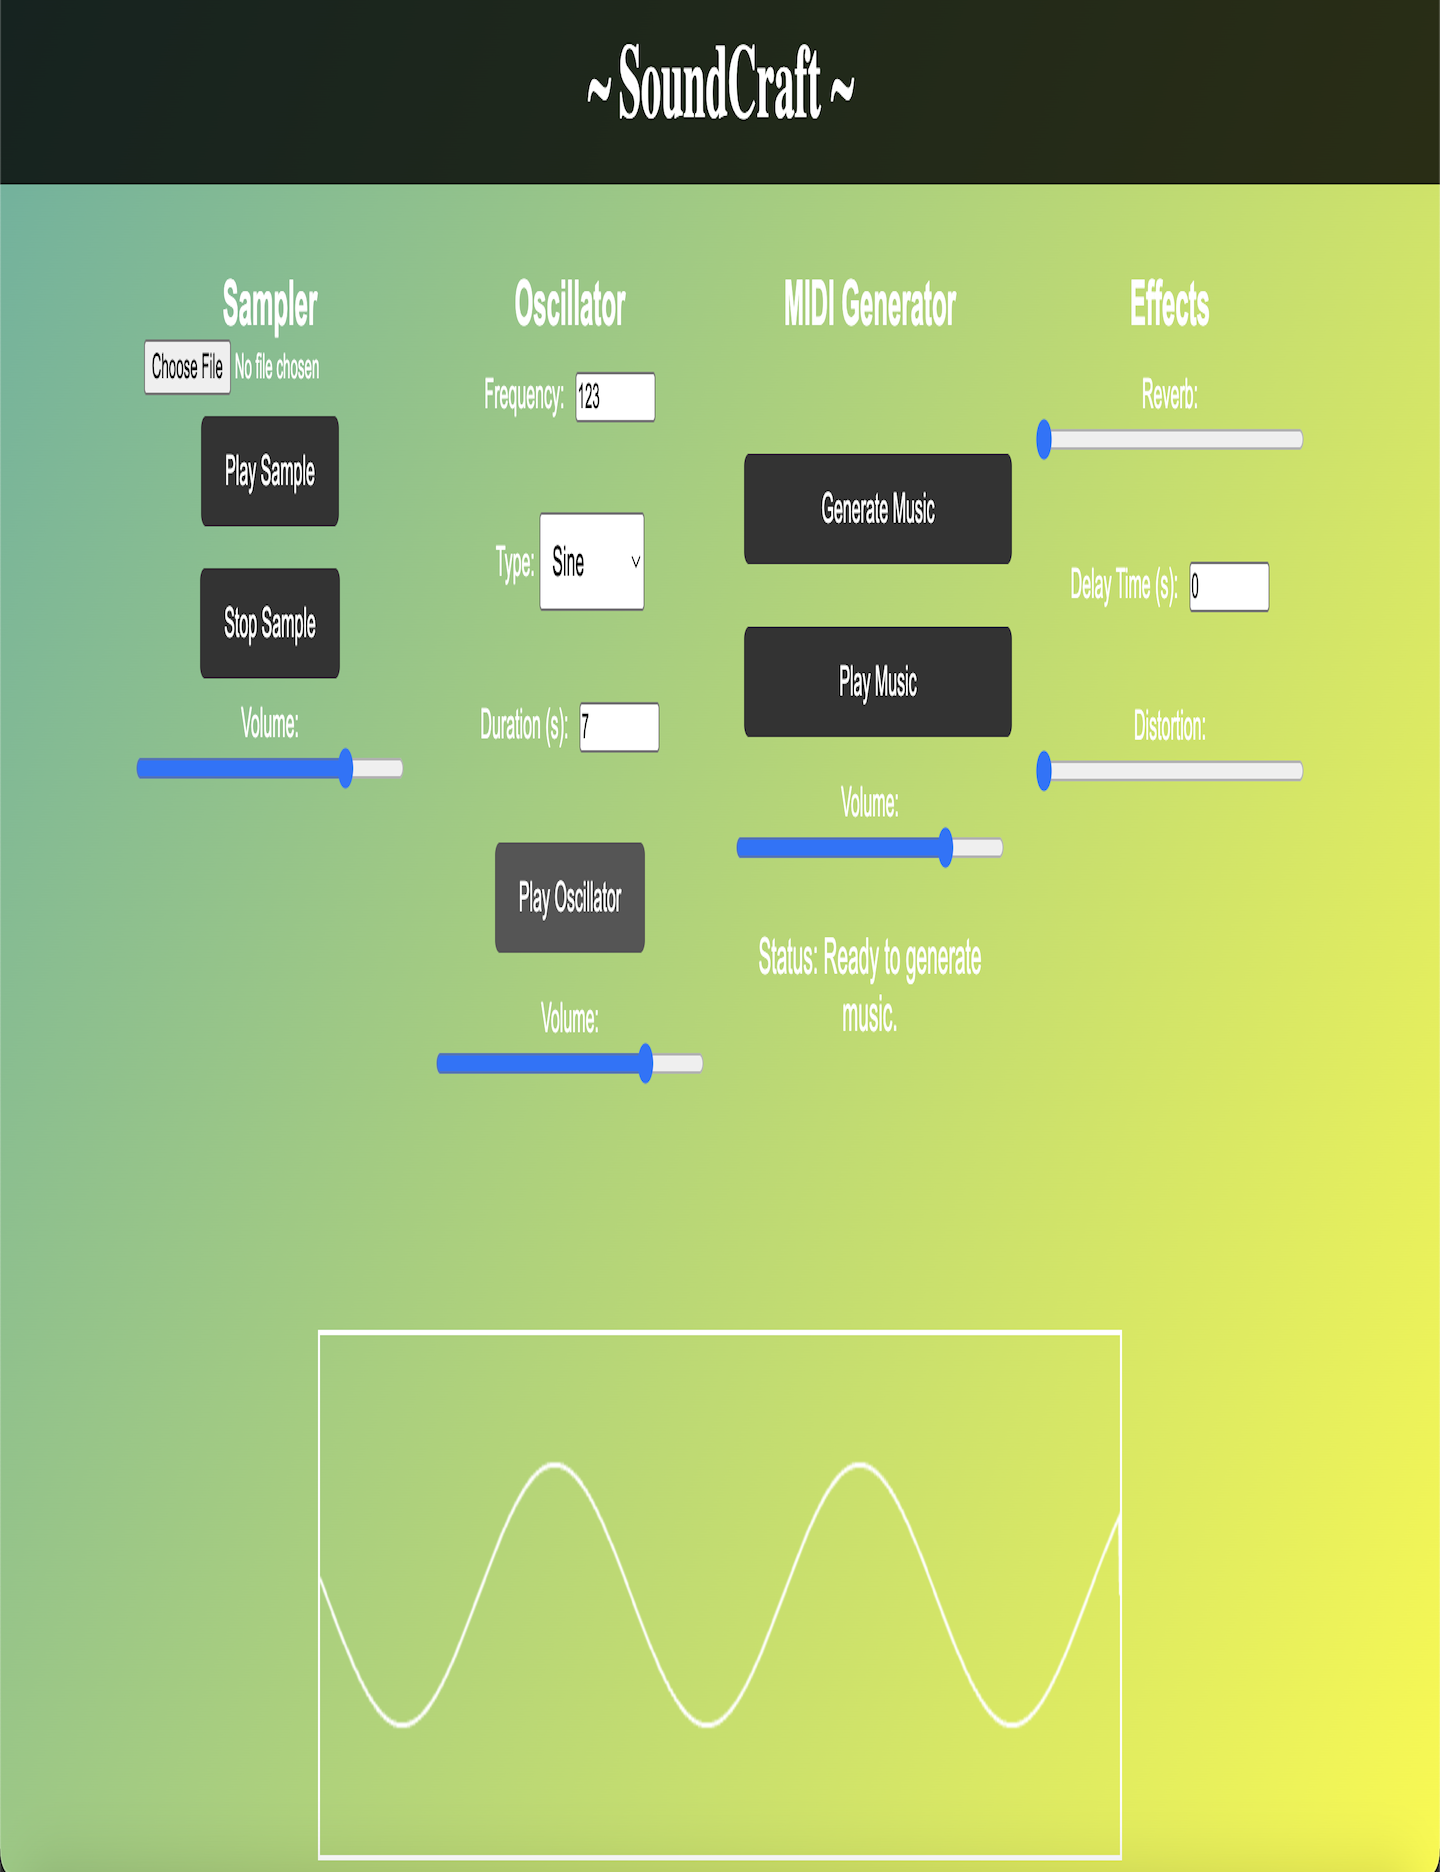 ~ SoundCraft ~
Sampler
Choose File No file chosen
Play Sample
Stop Sample
Volume:
Oscillator
Frequency: 123
Type: Sine
Duration (s): 7
Play Oscillator
Volume:
MIDI Generator
Generate Music
Play Music
Volume:
Status: Ready to generate
music.
Effects
Reverb:
Delay Time (s): 0
Distortion: